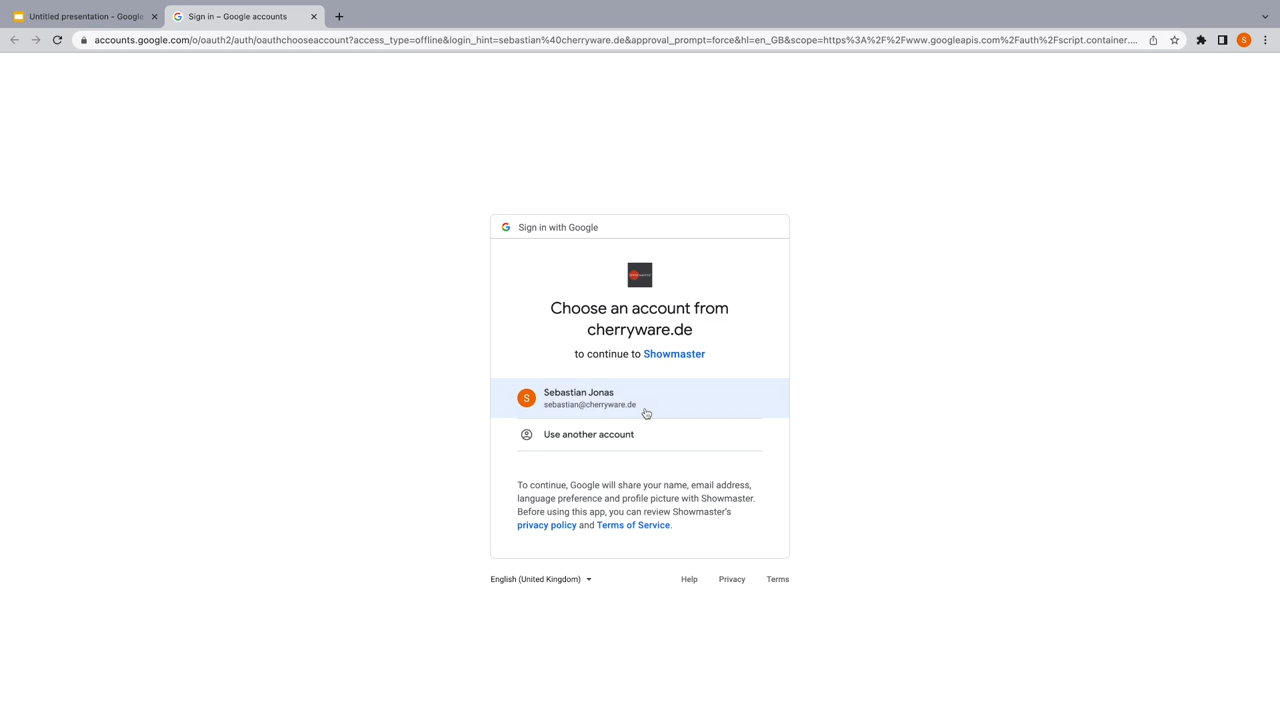 Untitled presentation - Google
Sign in – Google accounts
accounts.google.com/o/oauth2/auth/oauthchooseaccount?access_type=offline&login_hint=sebastian%40cherryware.de&approval_prompt=force&hl=en_GB&scope=https%3A%2F%2Fwww.googleapis.com%2Fauth%2Fscript.container....
S
Sign in with Google
Choose an account from
cherryware.de
to continue to Showmaster
S
Sebastian Jonas
sebastian@cherryware.de
Use another account
To continue, Google will share your name, email address,
language preference and profile picture with Showmaster.
Before using this app, you can review Showmaster's
privacy policy and Terms of Service.
English (United Kingdom)
Help
Privacy
Terms